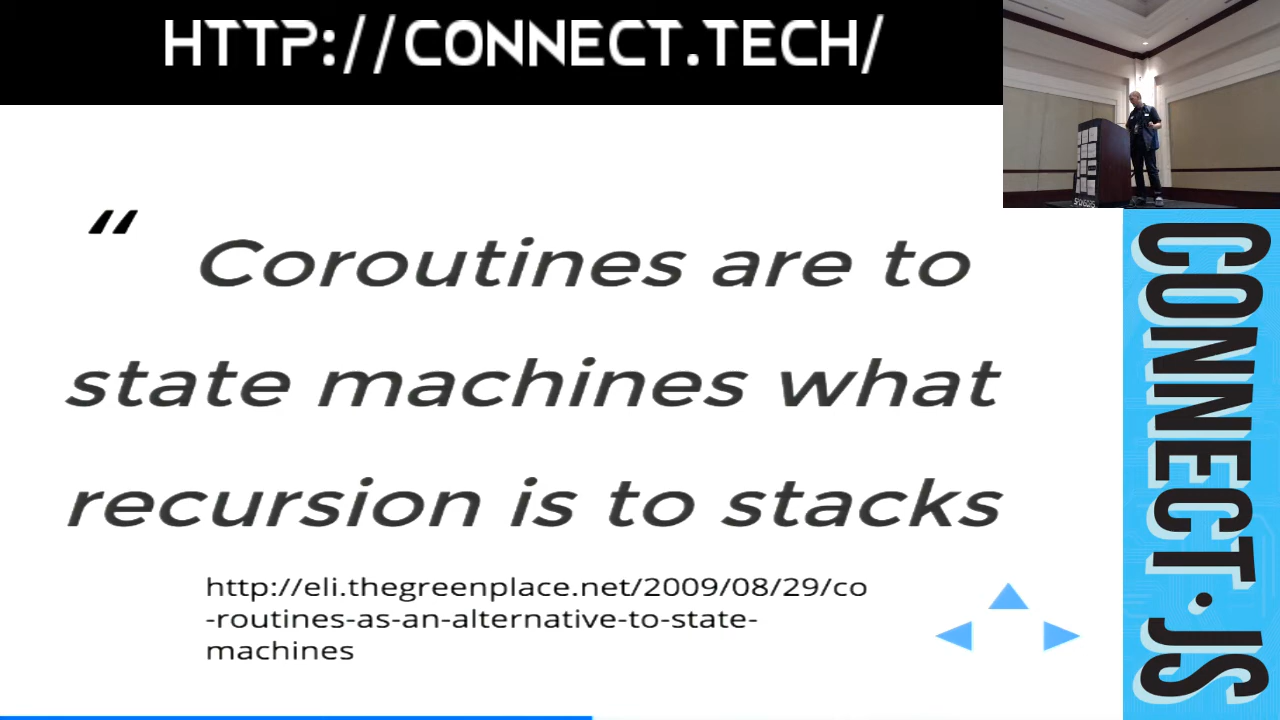 HTTP://CONNECT.TECH/
“ Coroutines are to
state machines what
recursion is to stacks
http://eli.thegreenplace.net/2009/08/29/co
-routines-as-an-alternative-to-state-
machines
CONNECT.JS
SPONSORS